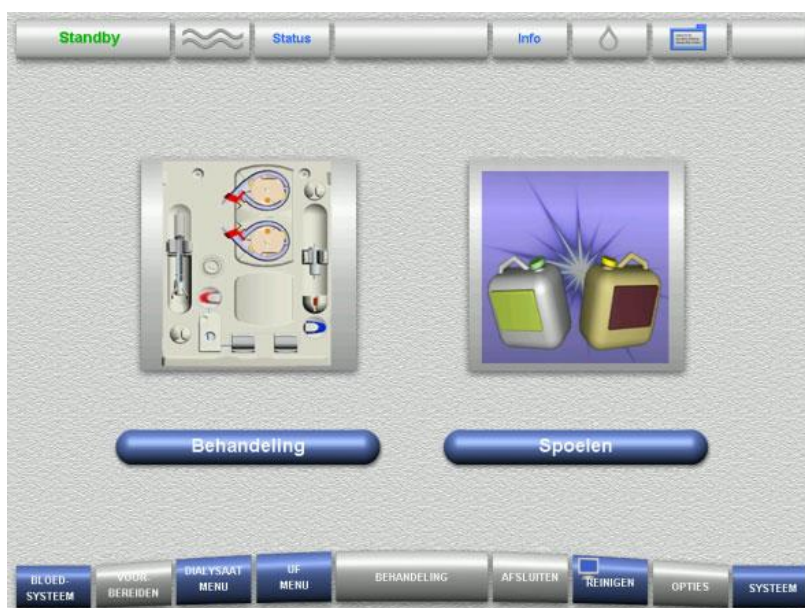 Standby
Status
Info
Behandeling
Spoelen
BLOED-
SYSTEEM
VOOR-
BEREIDEN
DIALYSAAT
MENU
UF
MENU
BEHANDELING
AFSLUITEN
REINIGEN
OPTIES
SYSTEEM